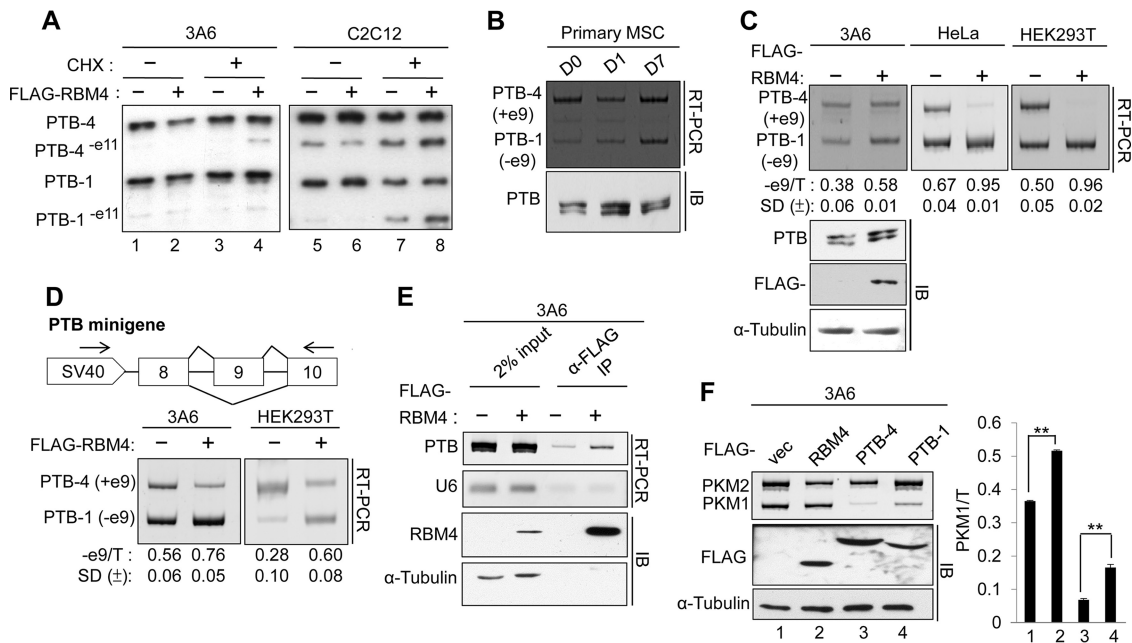 A
3A6 C2C12
CHX : − + − +
FLAG-RBM4: − + − + − + − +
PTB-4
PTB-4 -e11
PTB-1
PTB-1 -e11
1 2 3 4 5 6 7 8
B
Primary MSC
D0 D1 D7
PTB-4
(+e9)
PTB-1
(-e9)
RT-PCR
PTB
IB
C
3A6 HeLa HEK293T
FLAG-
RBM4: − + − + − +
PTB-4
(+e9)
PTB-1
(-e9)
RT-PCR
-e9/T : 0.38 0.58 0.67 0.95 0.50 0.96
SD (±): 0.06 0.01 0.04 0.01 0.05 0.02
PTB
FLAG-
α-Tubulin
IB
D
PTB minigene
SV40 8 9 10
3A6 HEK293T
FLAG-RBM4: − + − +
PTB-4 (+e9)
PTB-1 (-e9)
RT-PCR
-e9/T : 0.56 0.76 0.28 0.60
SD (±): 0.06 0.05 0.10 0.08
E
3A6
2% input α-FLAG IP
FLAG-
RBM4 : − + − +
PTB
U6
RT-PCR
RBM4
α-Tubulin
IB
F
3A6
FLAG- vec RBM4 PTB-4 PTB-1
PKM2
PKM1
RT-PCR
FLAG
α-Tubulin
IB
1 2 3 4
PKM1/T
0.6
0.5
0.4
0.3
0.2
0.1
0
**
**
1 2 3 4